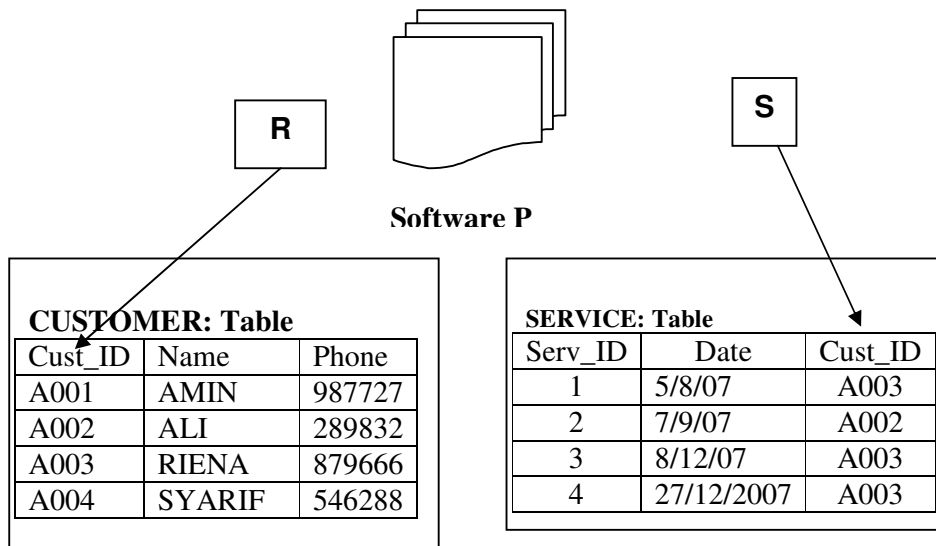 R
S
Software P
CUSTOMER: Table
Cust_ID Name Phone
A001 AMIN 987727
A002 ALI 289832
A003 RIENA 879666
A004 SYARIF 546288
SERVICE: Table
Serv_ID Date Cust_ID
1 5/8/07 A003
2 7/9/07 A002
3 8/12/07 A003
4 27/12/2007 A003